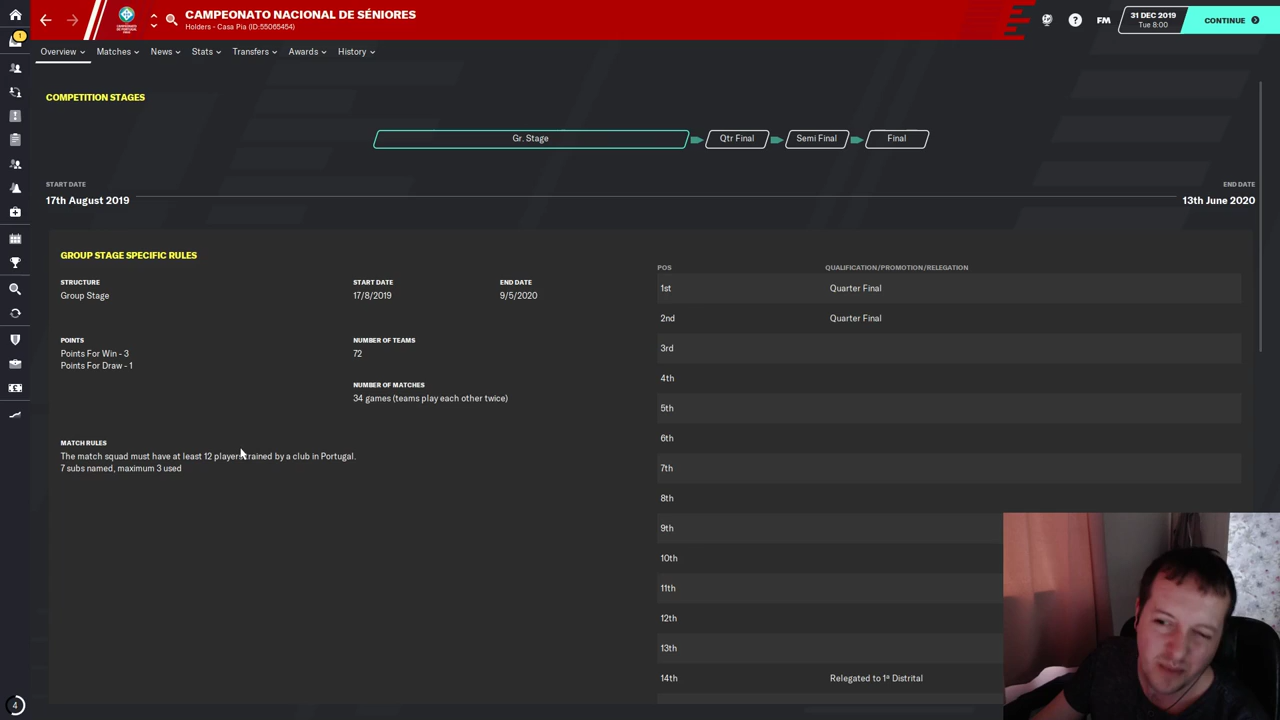 CAMPEONATO NACIONAL DE SÉNIORES
Holders - Casa Pia (ID:55065454)
FM
31 DEC 2019
Tue 8:00
CONTINUE
1
Overview
Matches
News
Stats
Transfers
Awards
History
COMPETITION STAGES
Gr. Stage
Qtr Final
Semi Final
Final
START DATE
END DATE
17th August 2019
13th June 2020
GROUP STAGE SPECIFIC RULES
STRUCTURE
START DATE
END DATE
Group Stage
17/8/2019
9/5/2020
POINTS
NUMBER OF TEAMS
Points For Win - 3
72
Points For Draw - 1
NUMBER OF MATCHES
34 games (teams play each other twice)
MATCH RULES
The match squad must have at least 12 players trained by a club in Portugal.
7 subs named, maximum 3 used
POS
QUALIFICATION/PROMOTION/RELEGATION
1st
Quarter Final
2nd
Quarter Final
3rd
4th
5th
6th
7th
8th
9th
10th
11th
12th
13th
14th
Relegated to 1ª Distrital
4